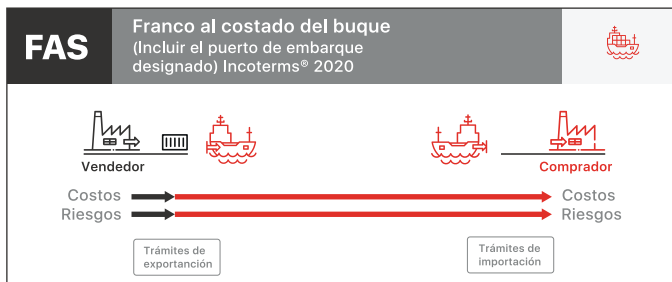 FAS
Franco al costado del buque
(Incluir el puerto de embarque
designado) Incoterms® 2020
Vendedor
Comprador
Costos
Costos
Riesgos
Riesgos
Trámites de
exportanción
Trámites de
importación